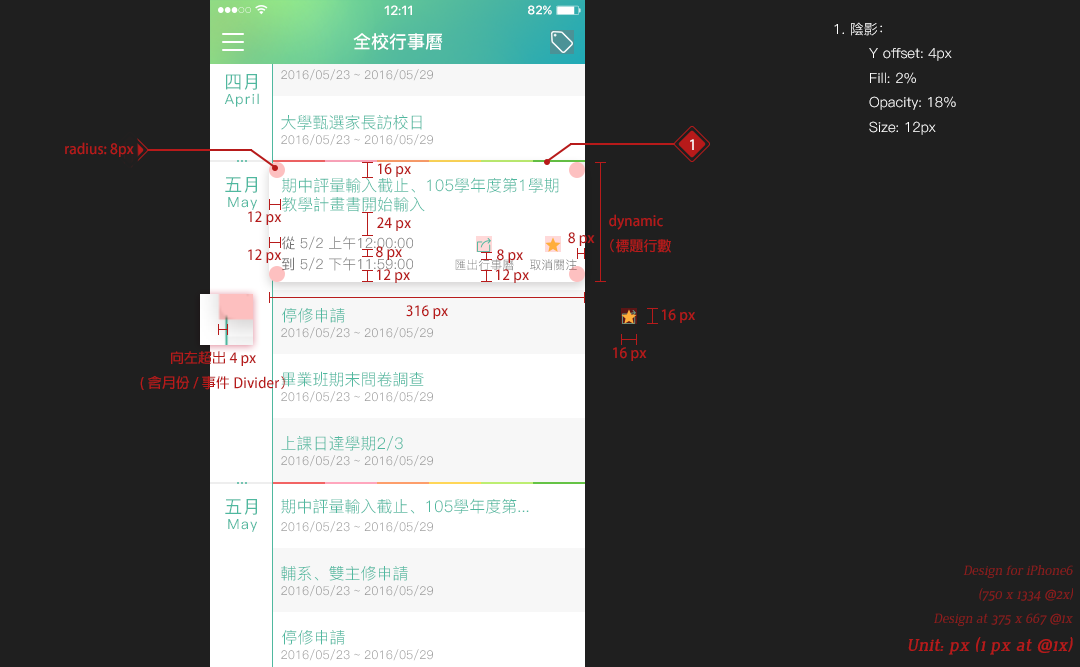 12:11
82%
全校行事曆
1. 陰影:
Y offset: 4px
Fill: 2%
Opacity: 18%
Size: 12px
四月
April
2016/05/23 ~ 2016/05/29
大學甄選家長訪校日
2016/05/23 ~ 2016/05/29
radius: 8px
1
16 px
五月
May
期中評量輸入截止、105學年度第1學期
教學計畫書開始輸入
12 px
24 px
dynamic
(標題行數
12 px
從 5/2 上午12:00:00
8 px
到 5/2 下午11:59:00
12 px
8 px
8 px
匯出行事曆
取消關注
12 px
316 px
停修申請
2016/05/23 ~ 2016/05/29
16 px
16 px
向左超出 4 px
( 含月份 / 事件 Divider)
畢業班期末問卷調查
2016/05/23 ~ 2016/05/29
上課日達學期2/3
2016/05/23 ~ 2016/05/29
五月
May
期中評量輸入截止、105學年度第...
2016/05/23 ~ 2016/05/29
輔系、雙主修申請
2016/05/23 ~ 2016/05/29
停修申請
2016/05/23 ~ 2016/05/29
Design for iPhone6
(750 x 1334 @2x)
Design at 375 x 667 @1x
Unit: px (1 px at @1x)